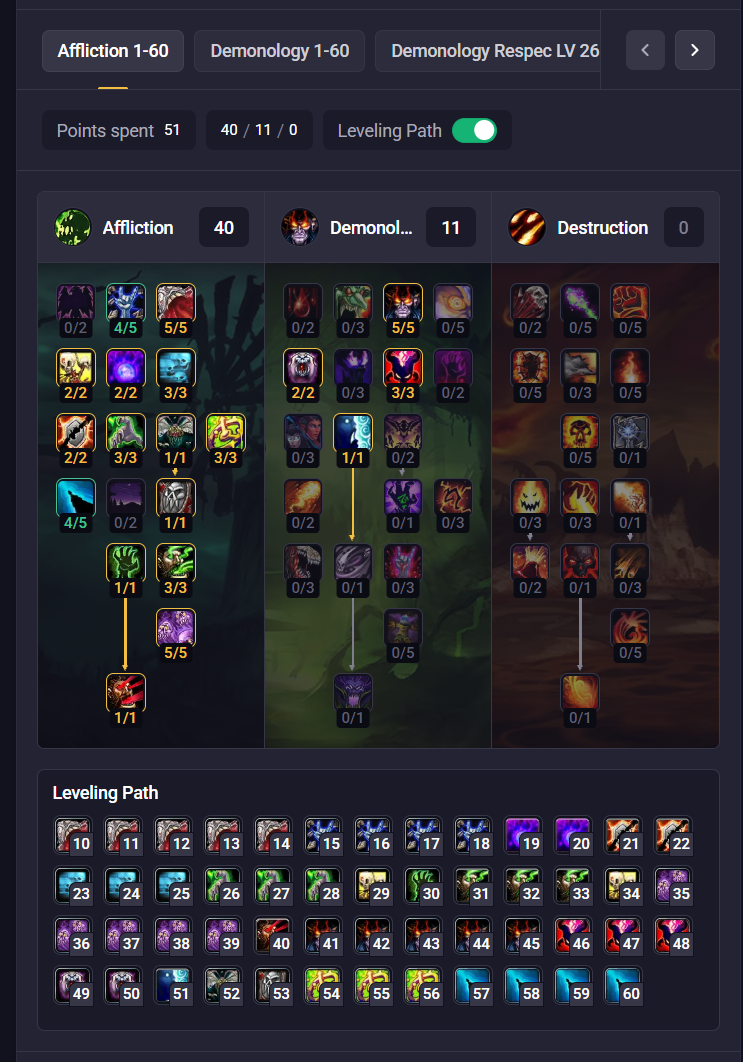 Affliction 1-60 Demonology 1-60 Demonology Respec LV 26
Points spent 51 40 / 11 / 0 Leveling Path
Affliction 40 Demonol... 11 Destruction 0
0/2 4/5 5/5 0/2 0/3 5/5 0/5 0/2 0/5 0/5
2/2 2/2 3/3 2/2 0/3 3/3 0/2 0/5 0/3 0/5
2/2 3/3 1/1 3/3 0/3 1/1 0/2 0/5 0/1
4/5 0/2 1/1 0/2 0/1 0/3 0/3 0/3 0/1
1/1 3/3 0/3 0/1 0/3 0/2 0/1 0/3
5/5 0/5 0/5
1/1 0/1 0/1
Leveling Path
10 11 12 13 14 15 16 17 18 19 20 21 22
23 24 25 26 27 28 29 30 31 32 33 34 35
36 37 38 39 40 41 42 43 44 45 46 47 48
49 50 51 52 53 54 55 56 57 58 59 60